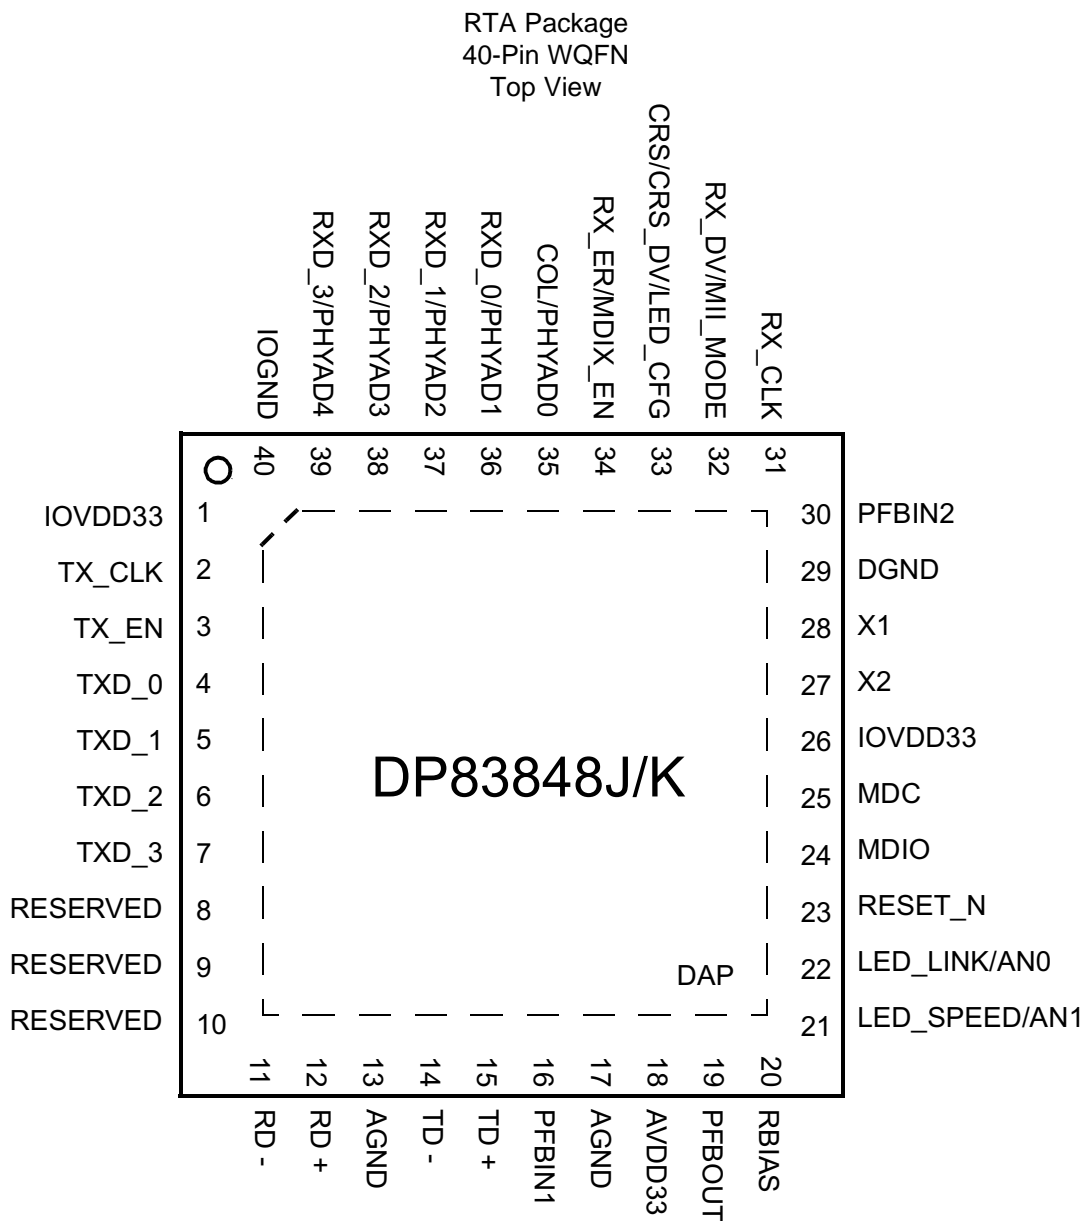 RTA Package
40-Pin WQFN
Top View
IOGND
RXD_3/PHYAD4
RXD_2/PHYAD3
RXD_1/PHYAD2
RXD_0/PHYAD1
COL/PHYAD0
RX_ER/MDIX_EN
CRS/CRS_DV/LED_CFG
RX_DV/MII_MODE
RX_CLK
40 39 38 37 36 35 34 33 32 31
IOVDD33 1
TX_CLK 2
TX_EN 3
TXD_0 4
TXD_1 5
TXD_2 6
TXD_3 7
RESERVED 8
RESERVED 9
RESERVED 10
DP83848J/K
DAP
30 PFBIN2
29 DGND
28 X1
27 X2
26 IOVDD33
25 MDC
24 MDIO
23 RESET_N
22 LED_LINK/AN0
21 LED_SPEED/AN1
11 12 13 14 15 16 17 18 19 20
RD -
RD +
AGND
TD -
TD +
PFBIN1
AGND
AVDD33
PFBOUT
RBIAS